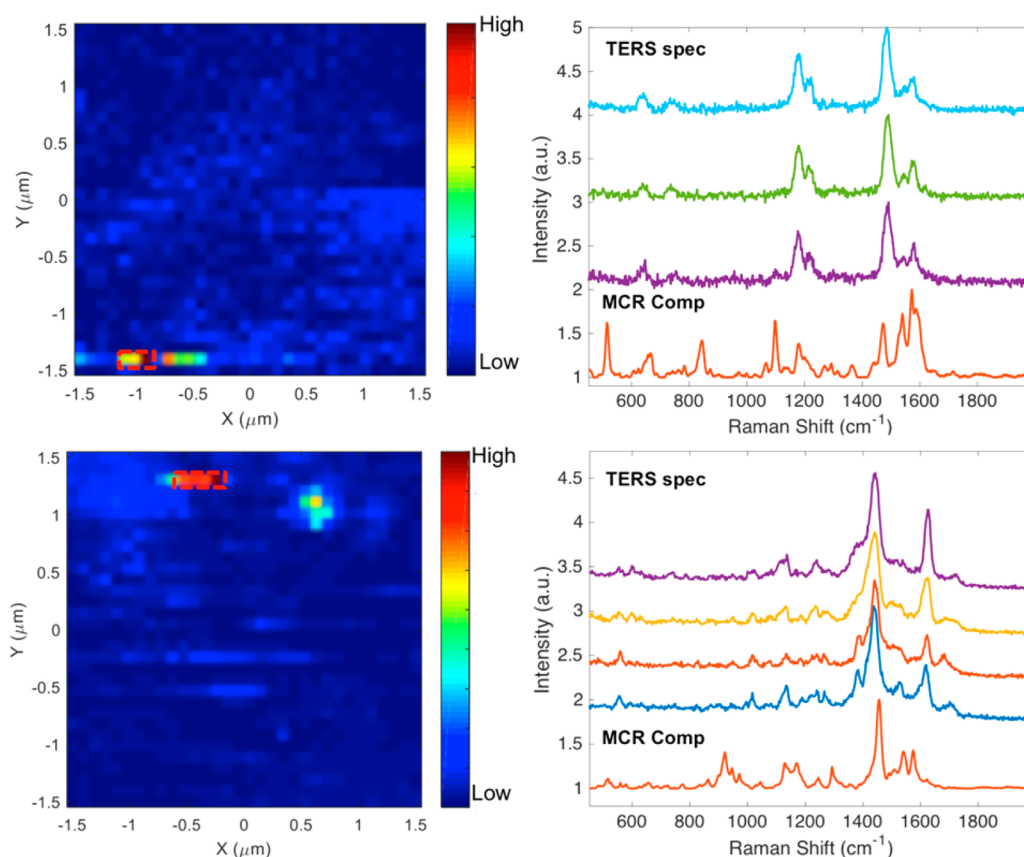 1.5
1
0.5
0
-0.5
-1
-1.5
Y (μm)
-1.5 -1 -0.5 0 0.5 1 1.5
X (μm)
High
Low
5
4.5
4
3.5
3
2.5
2
1.5
1
Intensity (a.u.)
TERS spec
MCR Comp
600 800 1000 1200 1400 1600 1800
Raman Shift (cm⁻¹)
1.5
1
0.5
0
-0.5
-1
-1.5
Y (μm)
-1.5 -1 -0.5 0 0.5 1 1.5
X (μm)
High
Low
4.5
4
3.5
3
2.5
2
1.5
1
Intensity (a.u.)
TERS spec
MCR Comp
600 800 1000 1200 1400 1600 1800
Raman Shift (cm⁻¹)